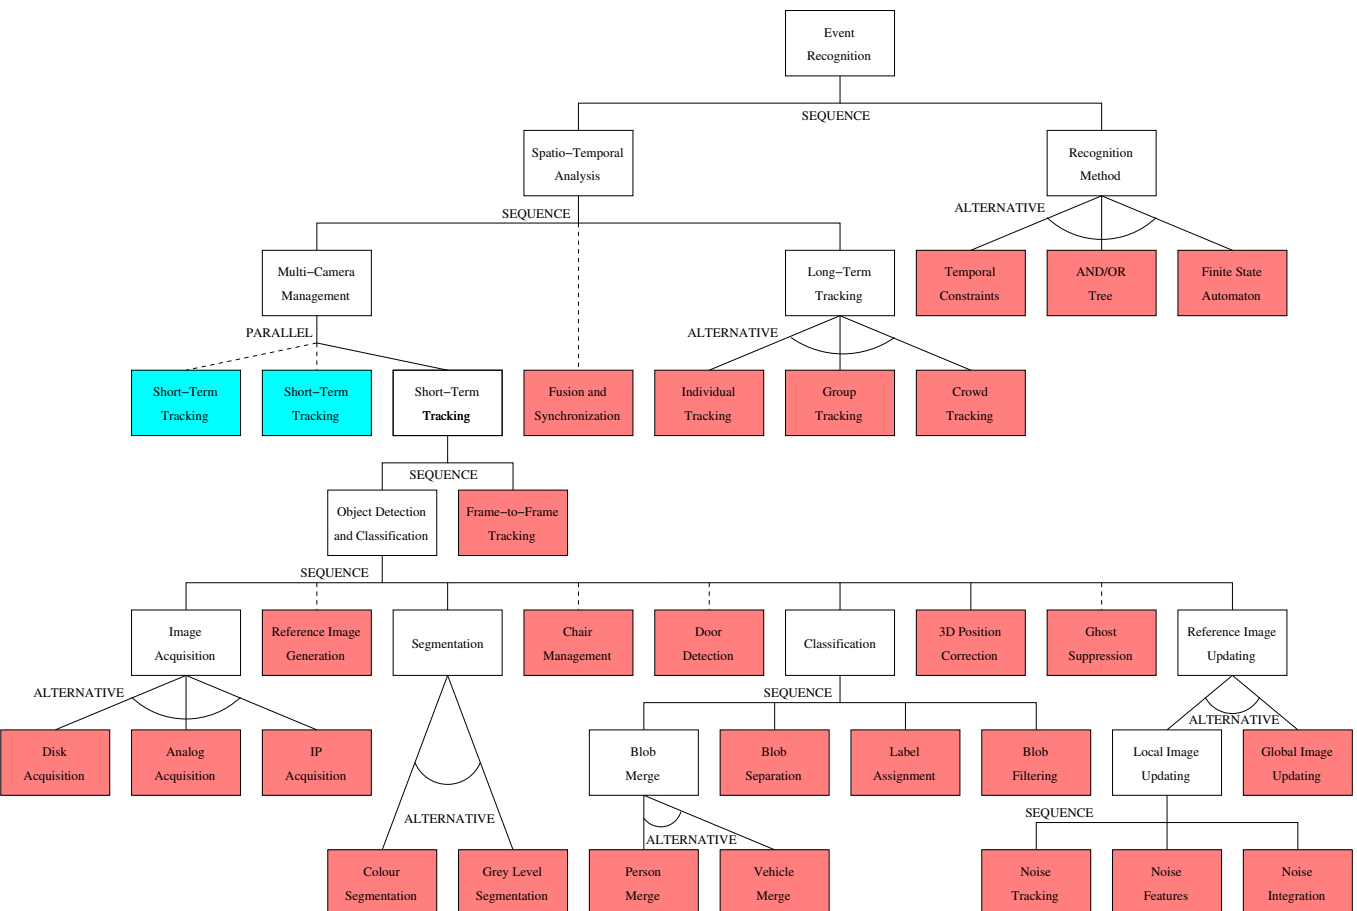 Event
Recognition
SEQUENCE
Spatio−Temporal
Analysis
Recognition
Method
SEQUENCE
ALTERNATIVE
Multi−Camera
Management
Long−Term
Tracking
Temporal
Constraints
AND/OR
Tree
Finite State
Automaton
PARALLEL
ALTERNATIVE
Short−Term
Tracking
Short−Term
Tracking
Short−Term
Tracking
Fusion and
Synchronization
Individual
Tracking
Group
Tracking
Crowd
Tracking
SEQUENCE
Object Detection
and Classification
Frame−to−Frame
Tracking
SEQUENCE
Image
Acquisition
Reference Image
Generation
Segmentation
Chair
Management
Door
Detection
Classification
3D Position
Correction
Ghost
Suppression
Reference Image
Updating
ALTERNATIVE
SEQUENCE
ALTERNATIVE
Disk
Acquisition
Analog
Acquisition
IP
Acquisition
Blob
Merge
Blob
Separation
Label
Assignment
Blob
Filtering
Local Image
Updating
Global Image
Updating
ALTERNATIVE
ALTERNATIVE
SEQUENCE
Colour
Segmentation
Grey Level
Segmentation
Person
Merge
Vehicle
Merge
Noise
Tracking
Noise
Features
Noise
Integration